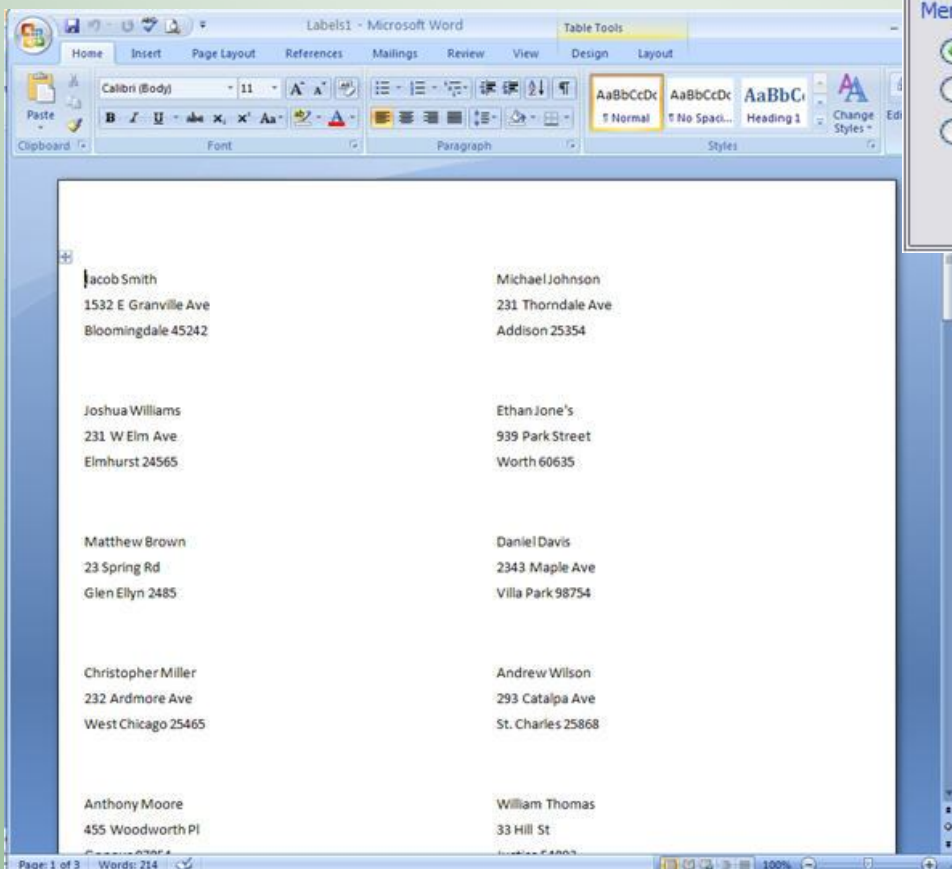 Labels1 - Microsoft Word
Table Tools
Home Insert Page Layout References Mailings Review View Design Layout
Paste
Calibri (Body) 11
AaBbCcDc AaBbCcDc AaBbCc
¶ Normal ¶ No Spaci... Heading 1
Change Styles
Clipboard Font Paragraph Styles
Jacob Smith
1532 E Granville Ave
Bloomingdale 45242
Michael Johnson
231 Thorndale Ave
Addison 25354
Joshua Williams
231 W Elm Ave
Elmhurst 24565
Ethan Jone's
939 Park Street
Worth 60635
Matthew Brown
23 Spring Rd
Glen Ellyn 2485
Daniel Davis
2343 Maple Ave
Villa Park 98754
Christopher Miller
232 Ardmore Ave
West Chicago 25465
Andrew Wilson
293 Catalpa Ave
St. Charles 25868
Anthony Moore
455 Woodworth Pl
William Thomas
33 Hill St
Page: 1 of 3 Words: 214 100%